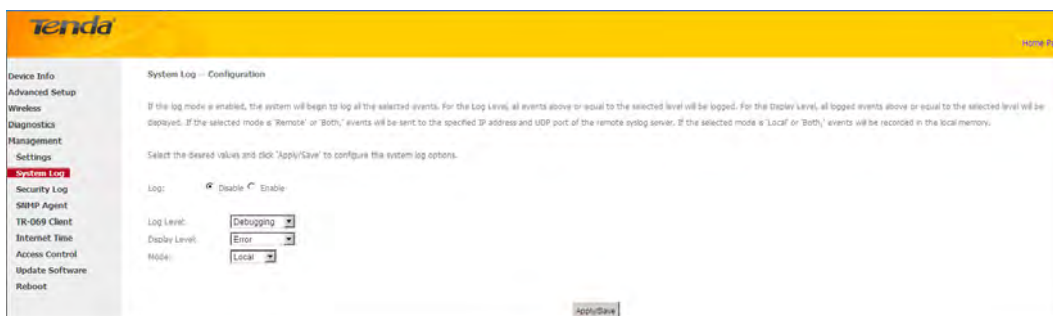 Tenda
Home P
Device Info
Advanced Setup
Wireless
Diagnostics
Management
Settings
System Log
Security Log
SNMP Agent
TR-069 Client
Internet Time
Access Control
Update Software
Reboot
System Log -- Configuration
If the log mode is enabled, the system will begin to log all the selected events. For the Log Level, all events above or equal to the selected level will be logged. For the Display Level, all logged events above or equal to the selected level will be
displayed. If the selected mode is 'Remote' or 'Both,' events will be sent to the specified IP address and UDP port of the remote syslog server. If the selected mode is 'Local' or 'Both,' events will be recorded in the local memory.
Select the desired values and click 'Apply/Save' to configure the system log options.
Log: Disable Enable
Log Level: Debugging
Display Level: Error
Mode: Local
Apply/Save